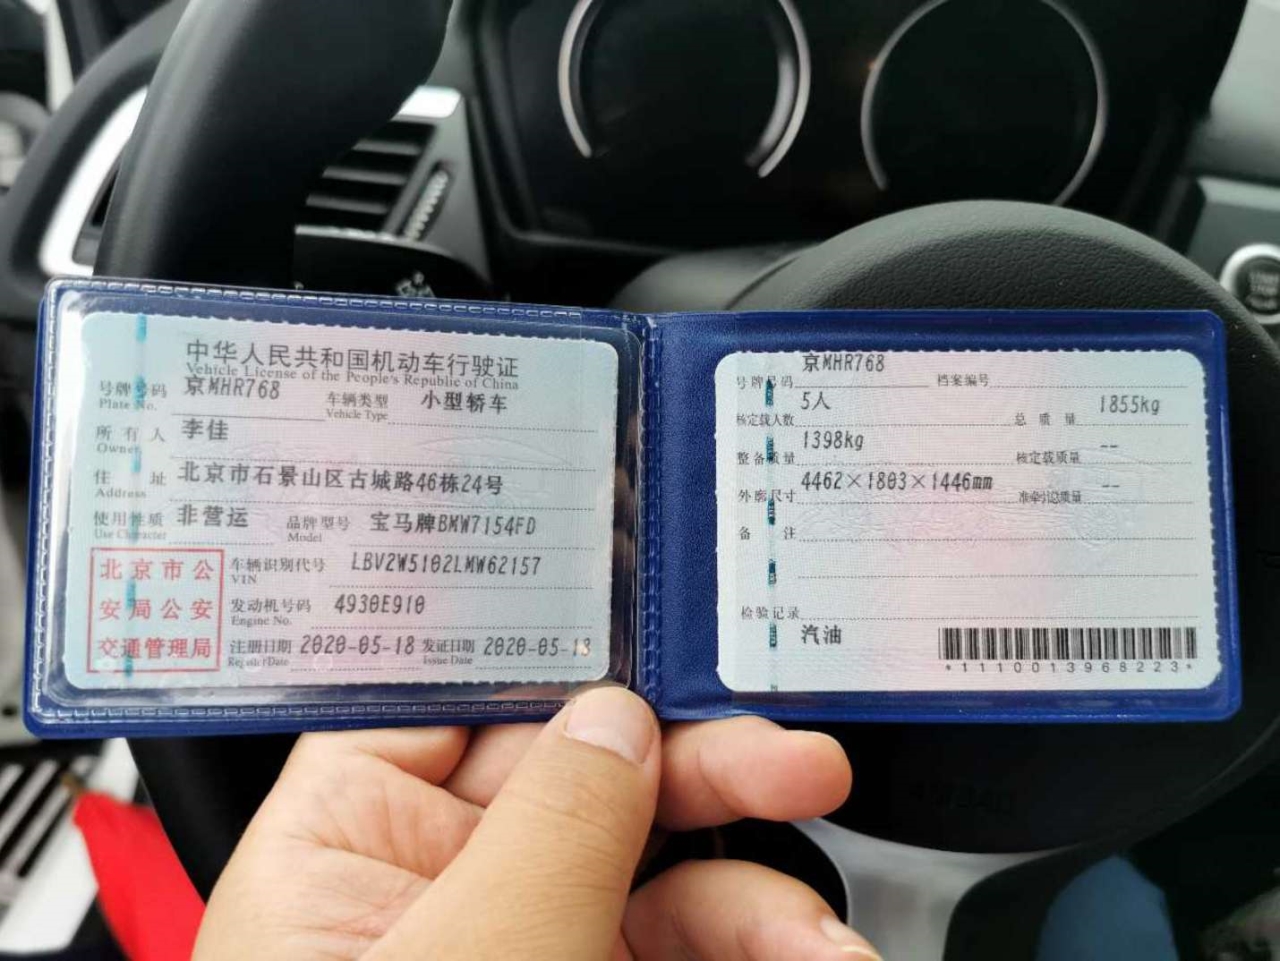 中华人民共和国机动车行驶证
Vehicle License of the People's Republic of China
号牌号码 京MHR768 车辆类型 小型轿车
Plate No. Vehicle Type
所有人 李佳
Owner
住址 北京市石景山区古城路46栋24号
Address
使用性质 非营运 品牌型号 宝马牌BMW7154FD
Use Character Model
北京市公
安局公安
交通管理局
车辆识别代号 LBV2W5102LMW62157
VIN
发动机号码 4930E910
Engine No.
注册日期 2020-05-18 发证日期 2020-05-18
Register Date Issue Date
京MHR768
号牌号码 档案编号
5人 1855kg
核定载人数 总质量
1398kg --
整备质量 核定载质量
4462×1803×1446mm --
外廓尺寸 准牵引总质量
备注
检验记录
汽油
*1110013968223*